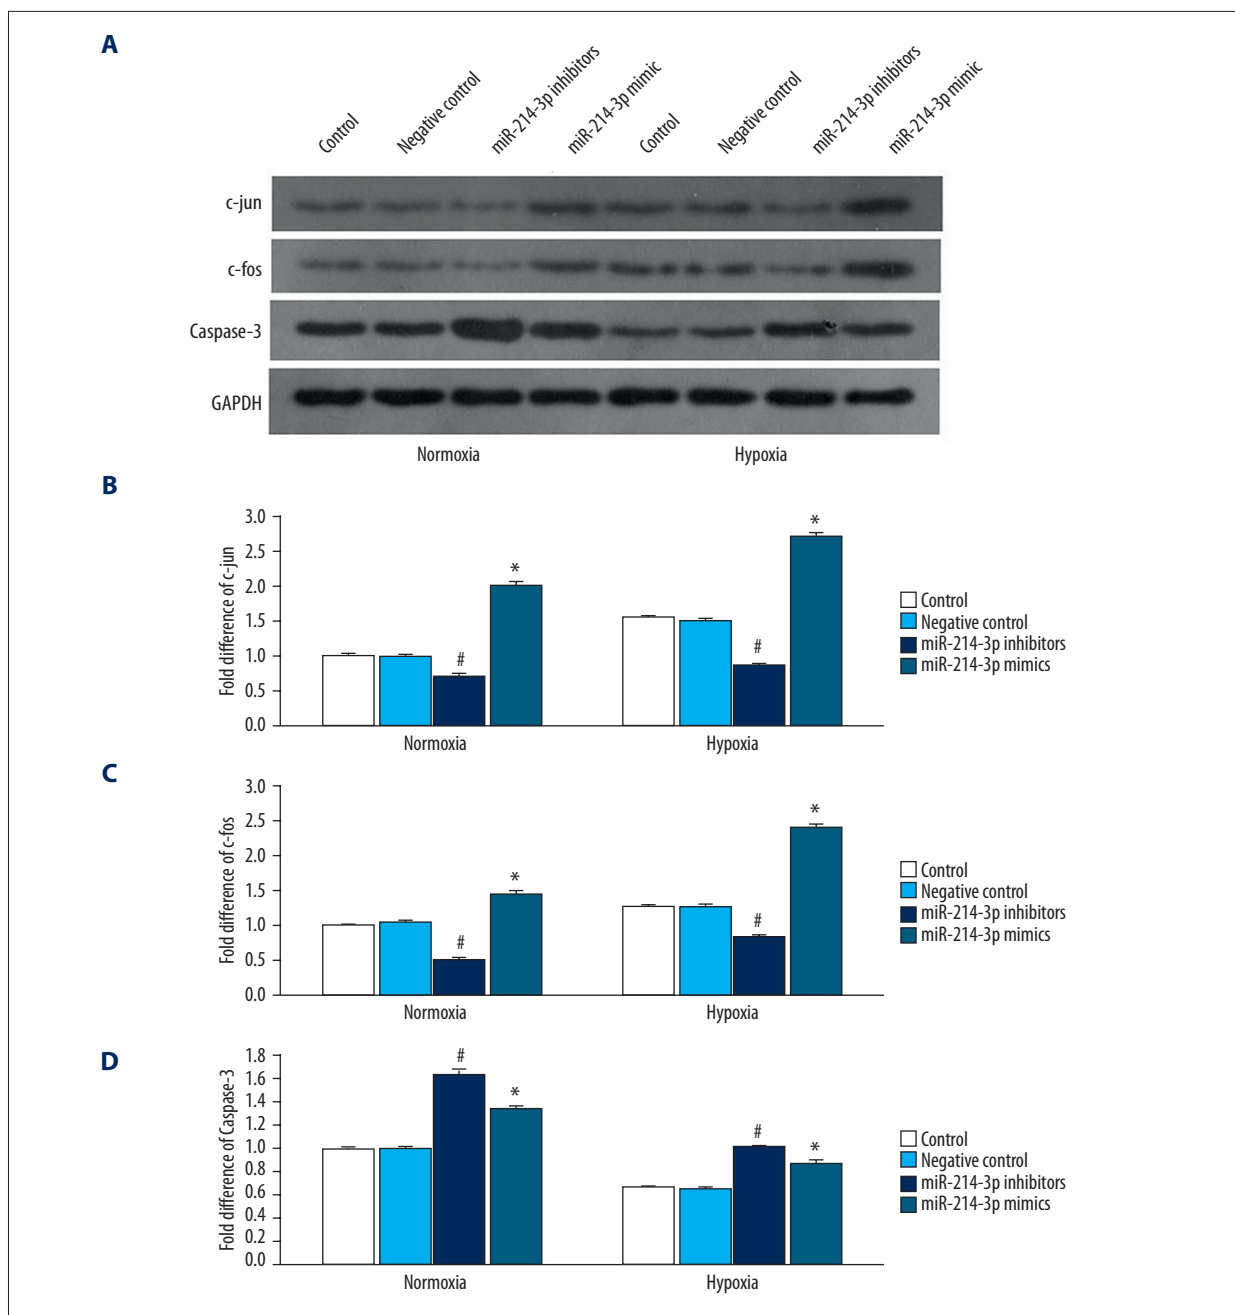 A
Control
Negative control
miR-214-3p inhibitors
miR-214-3p mimic
Control
Negative control
miR-214-3p inhibitors
miR-214-3p mimic
c-jun
c-fos
Caspase-3
GAPDH
Normoxia
Hypoxia
B
Fold difference of c-jun
3.0
2.5
2.0
1.5
1.0
0.5
0.0
#
*
#
*
Normoxia
Hypoxia
Control
Negative control
miR-214-3p inhibitors
miR-214-3p mimics
C
Fold difference of c-fos
3.0
2.5
2.0
1.5
1.0
0.5
0.0
#
*
#
*
Normoxia
Hypoxia
Control
Negative control
miR-214-3p inhibitors
miR-214-3p mimics
D
Fold difference of Caspase-3
1.8
1.6
1.4
1.2
1.0
0.8
0.6
0.4
0.2
0.0
#
*
#
*
Normoxia
Hypoxia
Control
Negative control
miR-214-3p inhibitors
miR-214-3p mimics